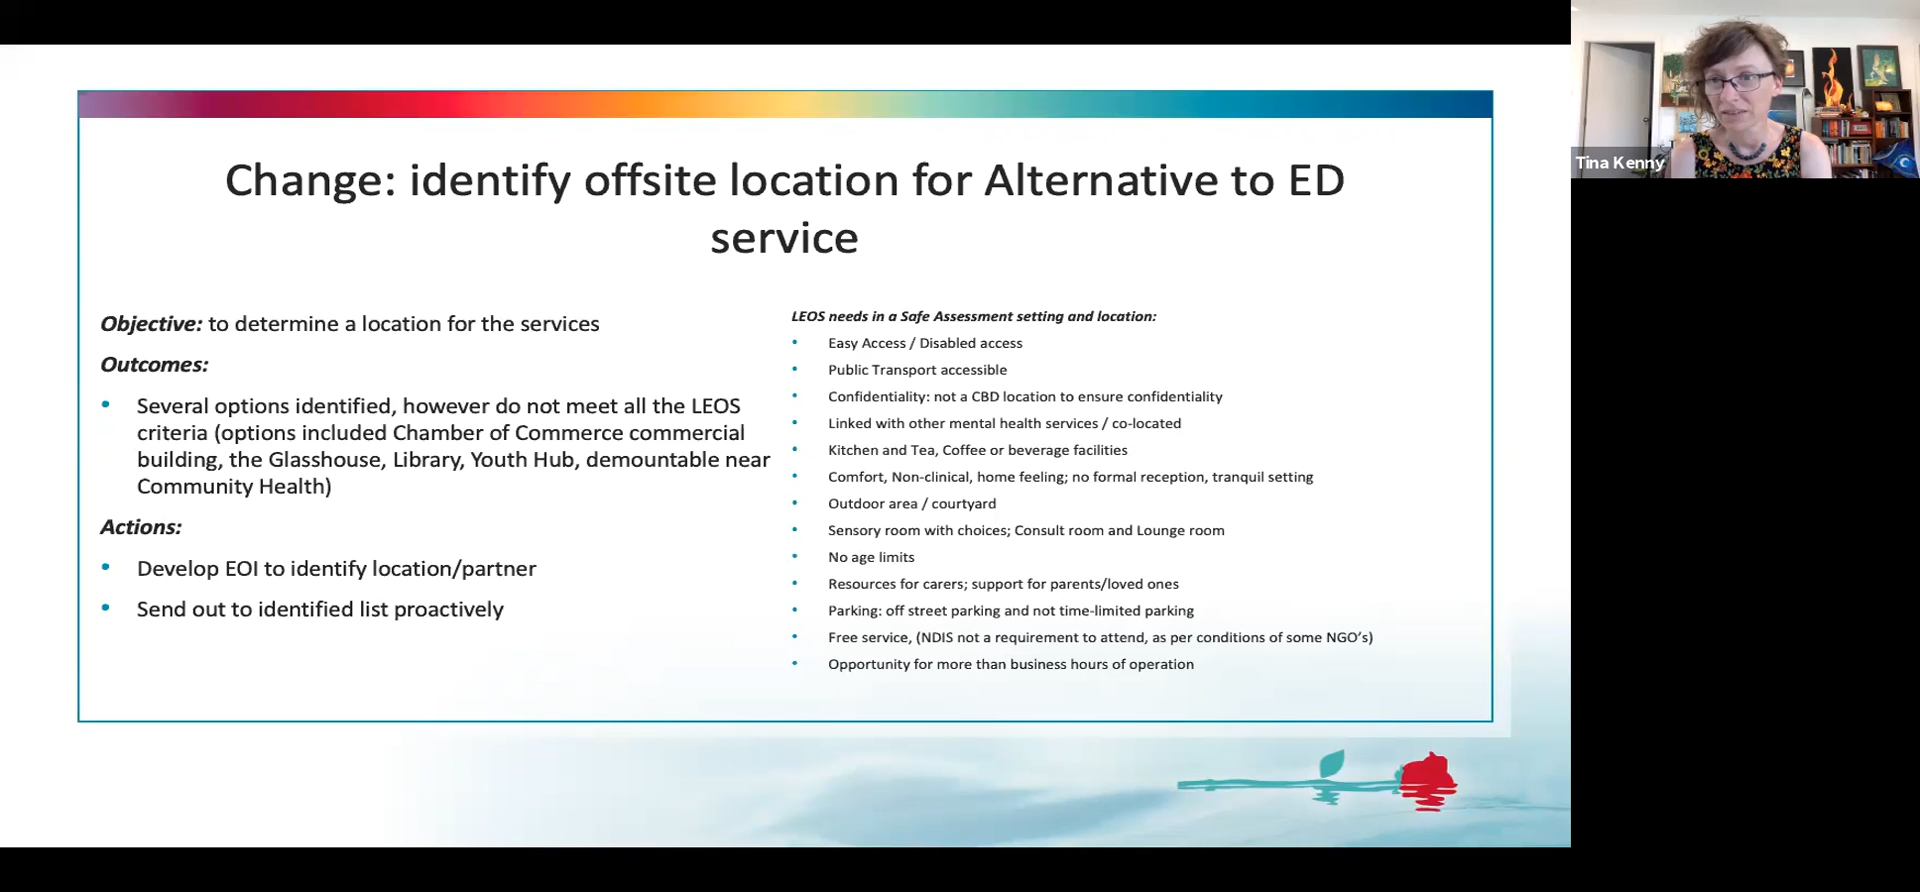 Change: identify offsite location for Alternative to ED
service
Objective: to determine a location for the services
Outcomes:
• Several options identified, however do not meet all the LEOS
criteria (options included Chamber of Commerce commercial
building, the Glasshouse, Library, Youth Hub, demountable near
Community Health)
Actions:
• Develop EOI to identify location/partner
• Send out to identified list proactively
LEOS needs in a Safe Assessment setting and location:
• Easy Access / Disabled access
• Public Transport accessible
• Confidentiality: not a CBD location to ensure confidentiality
• Linked with other mental health services / co-located
• Kitchen and Tea, Coffee or beverage facilities
• Comfort, Non-clinical, home feeling; no formal reception, tranquil setting
• Outdoor area / courtyard
• Sensory room with choices; Consult room and Lounge room
• No age limits
• Resources for carers; support for parents/loved ones
• Parking: off street parking and not time-limited parking
• Free service, (NDIS not a requirement to attend, as per conditions of some NGO's)
• Opportunity for more than business hours of operation
Tina Kenny